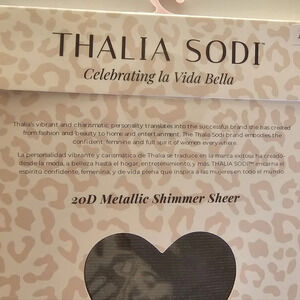 THALIA SODI
Celebrating la Vida Bella
Thalia's vibrant and charismatic personality translates into the successful brand she has created
from fashion and beauty to home and entertainment. The Thalia Sodi brand embodies the
confident, feminine and full spirit of women everywhere.
La personalidad vibrante y carismática de Thalia se traduce en la marca exitosa ha creado-
desde la moda, a belleza hasta el hogar, entretenimiento, y más THALIA SODI™ encarna el
espíritu confidente, femenina, y de vida plena que inspira a las mujeres en todo el mundo.
20D Metallic Shimmer Sheer